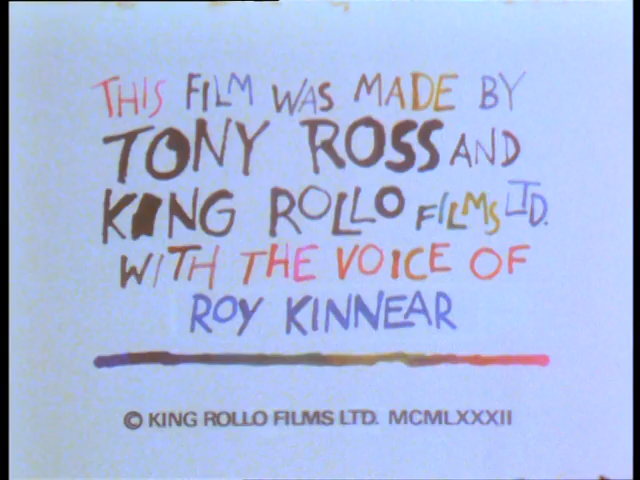 THIS FILM WAS MADE BY
TONY ROSS AND
KING ROLLO FILMS LTD.
WITH THE VOICE OF
ROY KINNEAR
© KING ROLLO FILMS LTD. MCMLXXXII